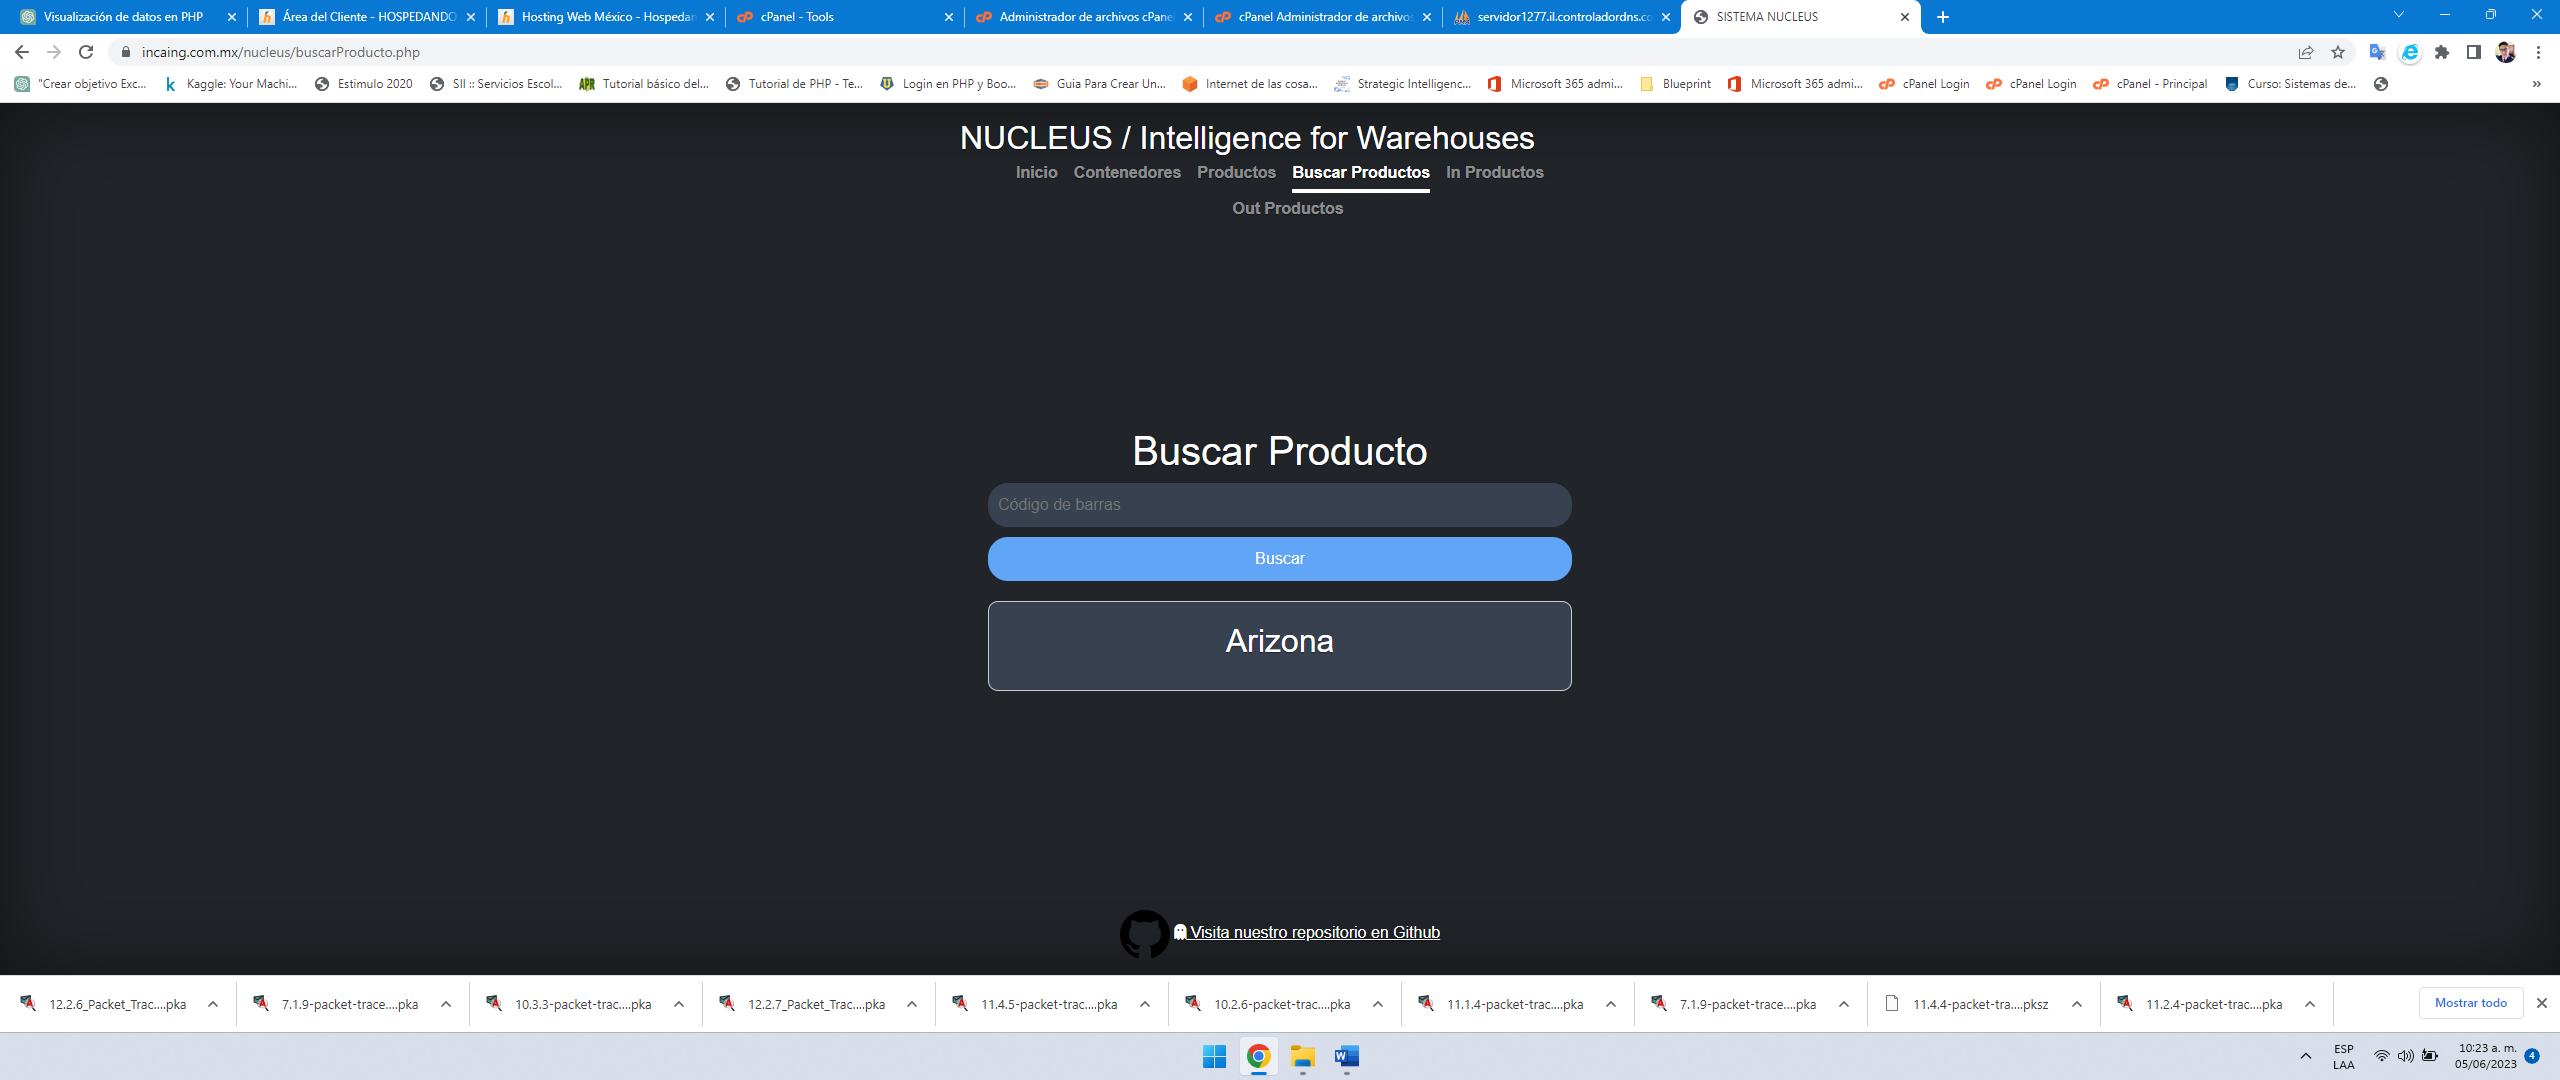 Visualización de datos en PHP
Área del Cliente - HOSPEDANDO
Hosting Web México - Hospedan
cPanel - Tools
Administrador de archivos cPane
cPanel Administrador de archivos
servidor1277.il.controladordns.co
SISTEMA NUCLEUS
incaing.com.mx/nucleus/buscarProducto.php
"Crear objetivo Exc...
Kaggle: Your Machi...
Estimulo 2020
SII :: Servicios Escol...
Tutorial básico del...
Tutorial de PHP - Te...
Login en PHP y Boo...
Guia Para Crear Un...
Internet de las cosa...
Strategic Intelligenc...
Microsoft 365 admi...
Blueprint
Microsoft 365 admi...
cPanel Login
cPanel Login
cPanel - Principal
Curso: Sistemas de...
»
NUCLEUS / Intelligence for Warehouses
Inicio Contenedores Productos Buscar Productos In Productos
Out Productos
Buscar Producto
Código de barras
Buscar
Arizona
Visita nuestro repositorio en Github
12.2.6_Packet_Trac....pka
7.1.9-packet-trace....pka
10.3.3-packet-trac....pka
12.2.7_Packet_Trac....pka
11.4.5-packet-trac....pka
10.2.6-packet-trac....pka
11.1.4-packet-trac....pka
7.1.9-packet-trace....pka
11.4.4-packet-tra....pksz
11.2.4-packet-trac....pka
Mostrar todo
ESP
LAA
10:23 a. m.
05/06/2023
4